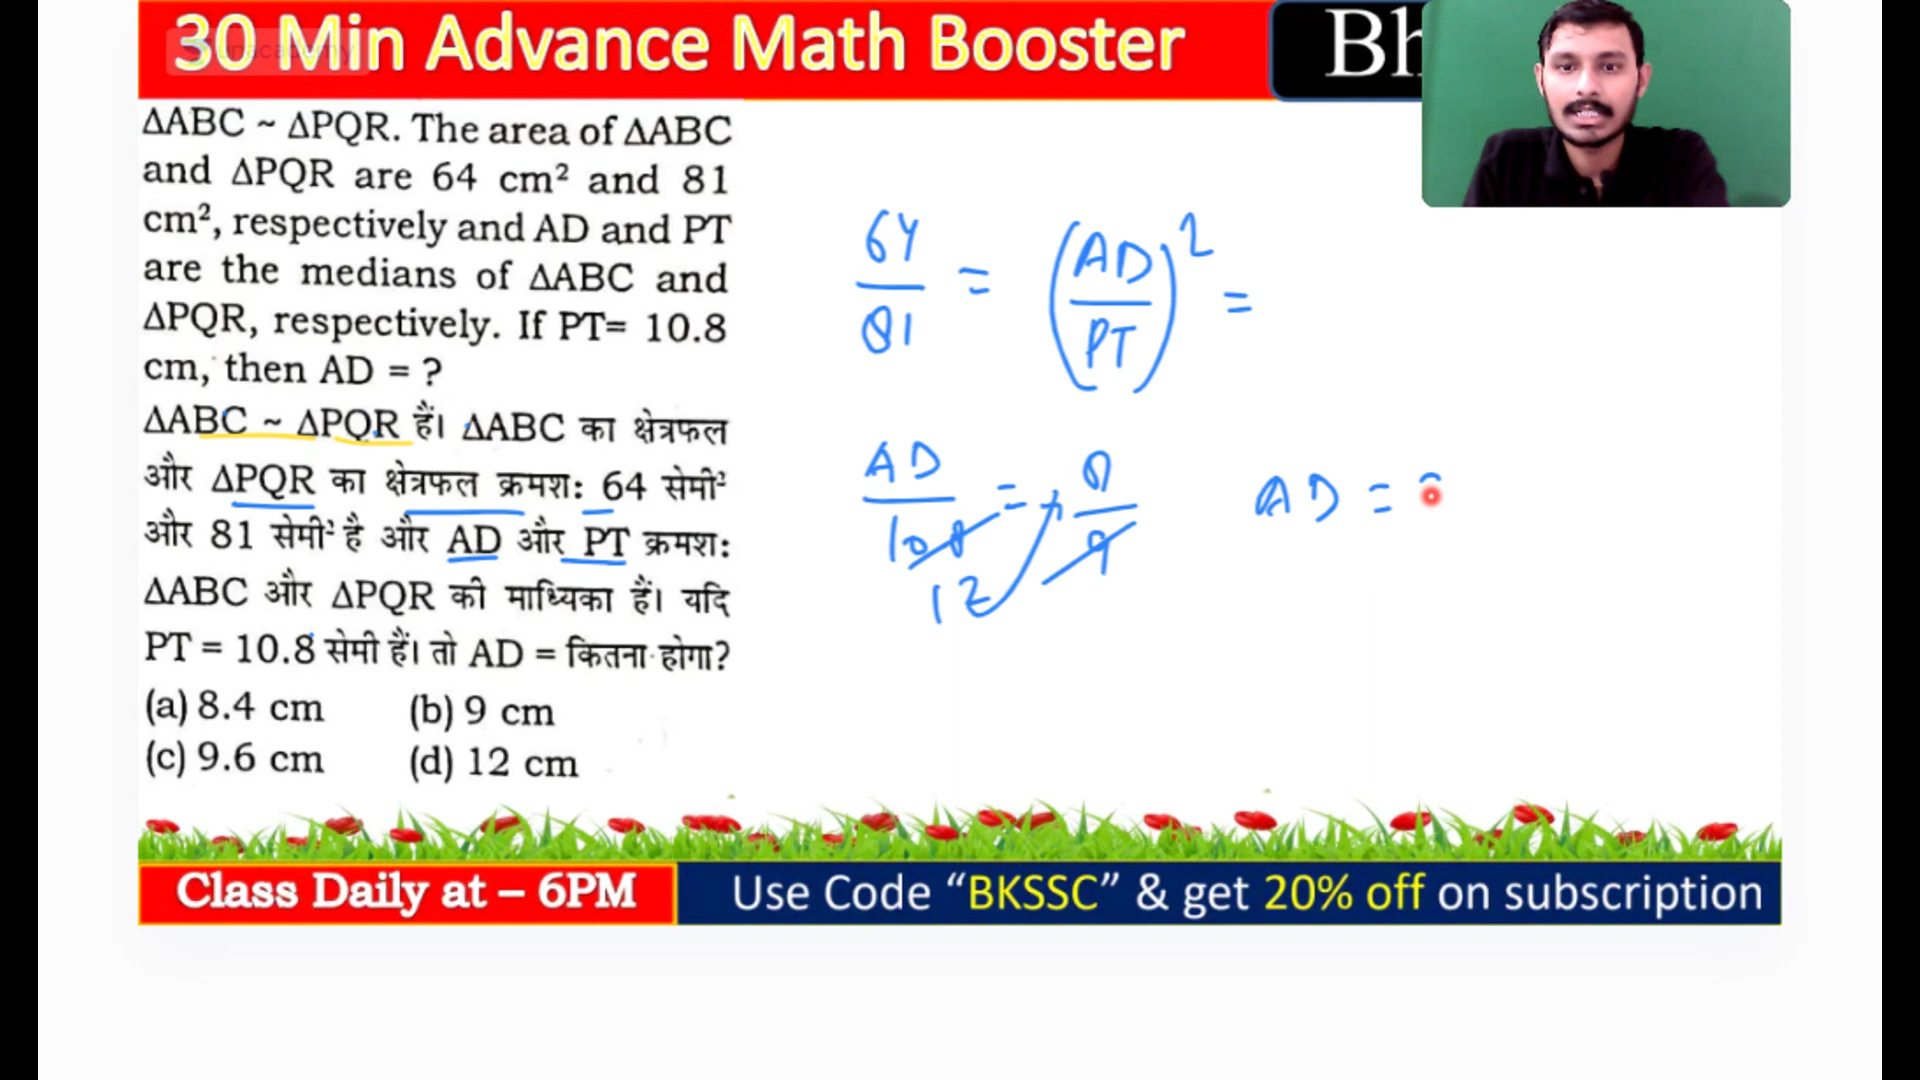 30 Min Advance Math Booster
unacademy
Bh
ΔABC ~ ΔPQR. The area of ΔABC
and ΔPQR are 64 cm² and 81
cm², respectively and AD and PT
are the medians of ΔABC and
ΔPQR, respectively. If PT= 10.8
cm, then AD = ?
ΔABC ~ ΔPQR हैं। ΔABC का क्षेत्रफल
और ΔPQR का क्षेत्रफल क्रमश: 64 सेमी²
और 81 सेमी² है और AD और PT क्रमश:
ΔABC और ΔPQR की माध्यिका हैं। यदि
PT = 10.8 सेमी हैं। तो AD = कितना होगा?
(a) 8.4 cm (b) 9 cm
(c) 9.6 cm (d) 12 cm
64/81 = (AD/PT)² =
AD/108 = 8/9 AD =
12
Class Daily at – 6PM
Use Code “BKSSC” & get 20% off on subscription